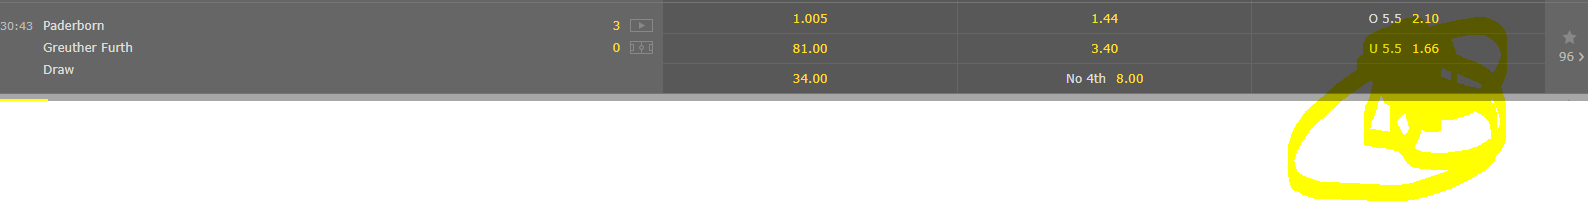 1.005 1.44 O 5.5 2.10
30:43 Paderborn 3
Greuther Furth 0 81.00 3.40 U 5.5 1.66
96
Draw 34.00 No 4th 8.00